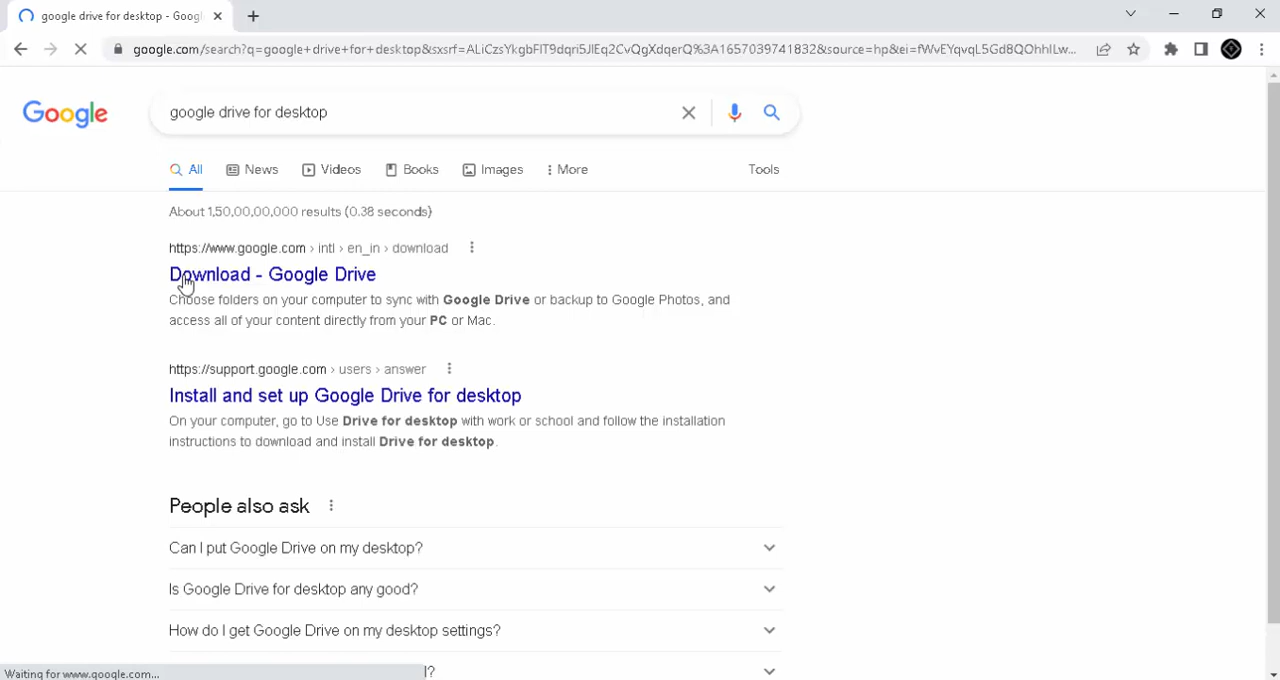 google drive for desktop - Googl
google.com/search?q=google+drive+for+desktop&sxsrf=ALiCzsYkgbFlT9dqri5JlEq2CvQgXdqerQ%3A1657039741832&source=hp&ei=fWvEYqvqL5Gd8QOhhILw...
Google
google drive for desktop
All
News
Videos
Books
Images
More
Tools
About 1,50,00,00,000 results (0.38 seconds)
https://www.google.com › intl › en_in › download
Download - Google Drive
Choose folders on your computer to sync with Google Drive or backup to Google Photos, and
access all of your content directly from your PC or Mac.
https://support.google.com › users › answer
Install and set up Google Drive for desktop
On your computer, go to Use Drive for desktop with work or school and follow the installation
instructions to download and install Drive for desktop.
People also ask
Can I put Google Drive on my desktop?
Is Google Drive for desktop any good?
How do I get Google Drive on my desktop settings?
Waiting for www.google.com...